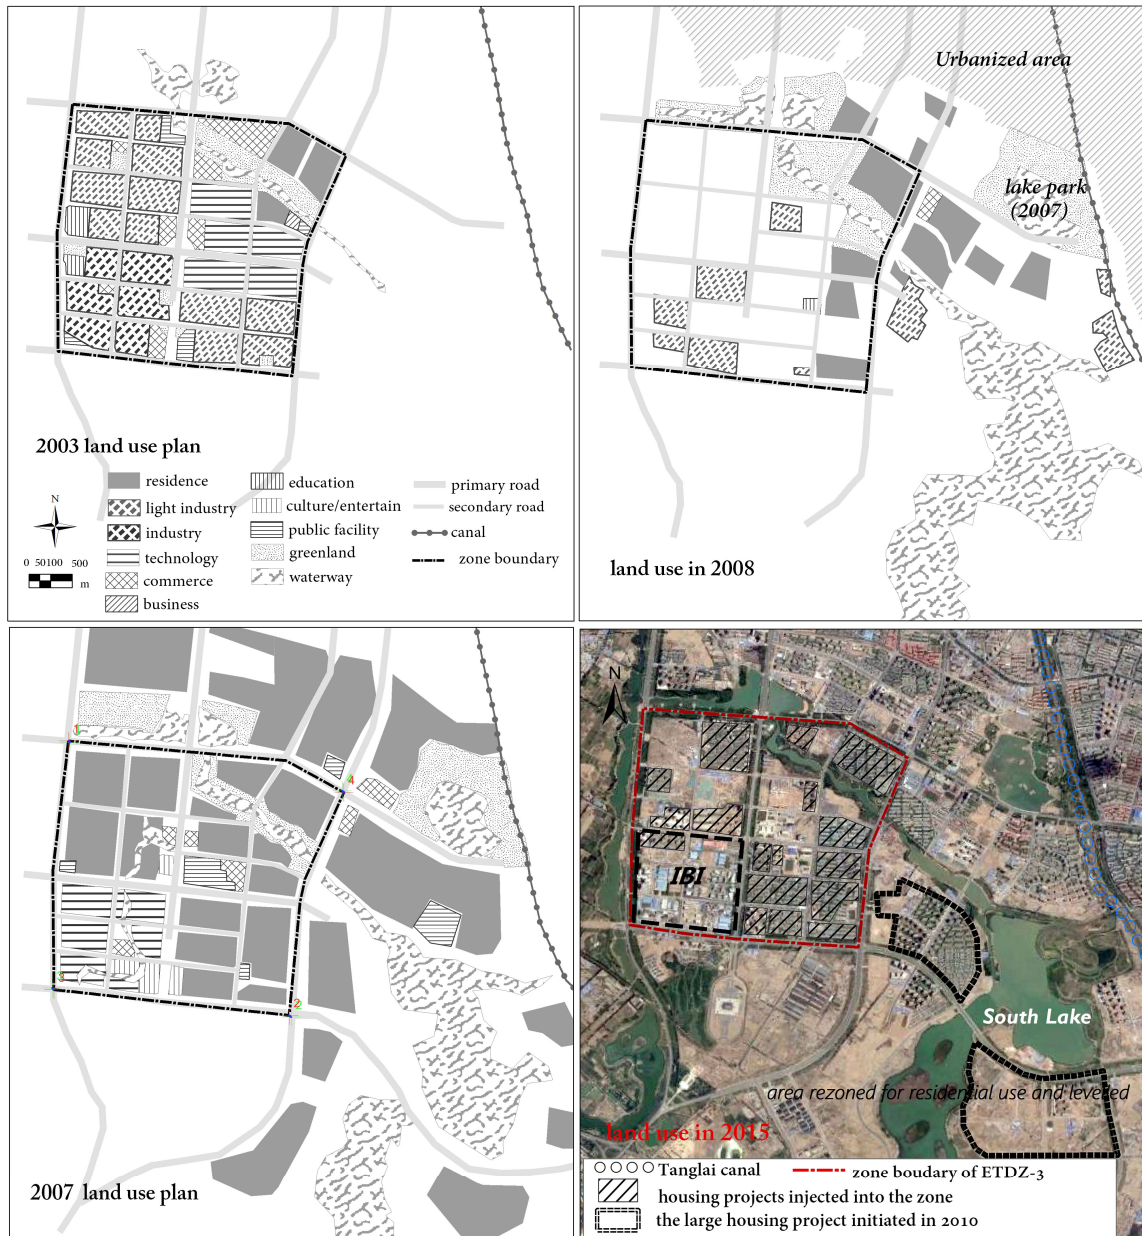 2003 land use plan
N
0 50100 500
m
residence
light industry
industry
technology
commerce
business
education
culture/entertain
public facility
greenland
waterway
primary road
secondary road
canal
zone boundary
Urbanized area
lake park
(2007)
land use in 2008
1
4
3
2
2007 land use plan
N
IBI
South Lake
area rezoned for residential use and leveled
land use in 2015
Tanglai canal
zone boudary of ETDZ-3
housing projects injected into the zone
the large housing project initiated in 2010